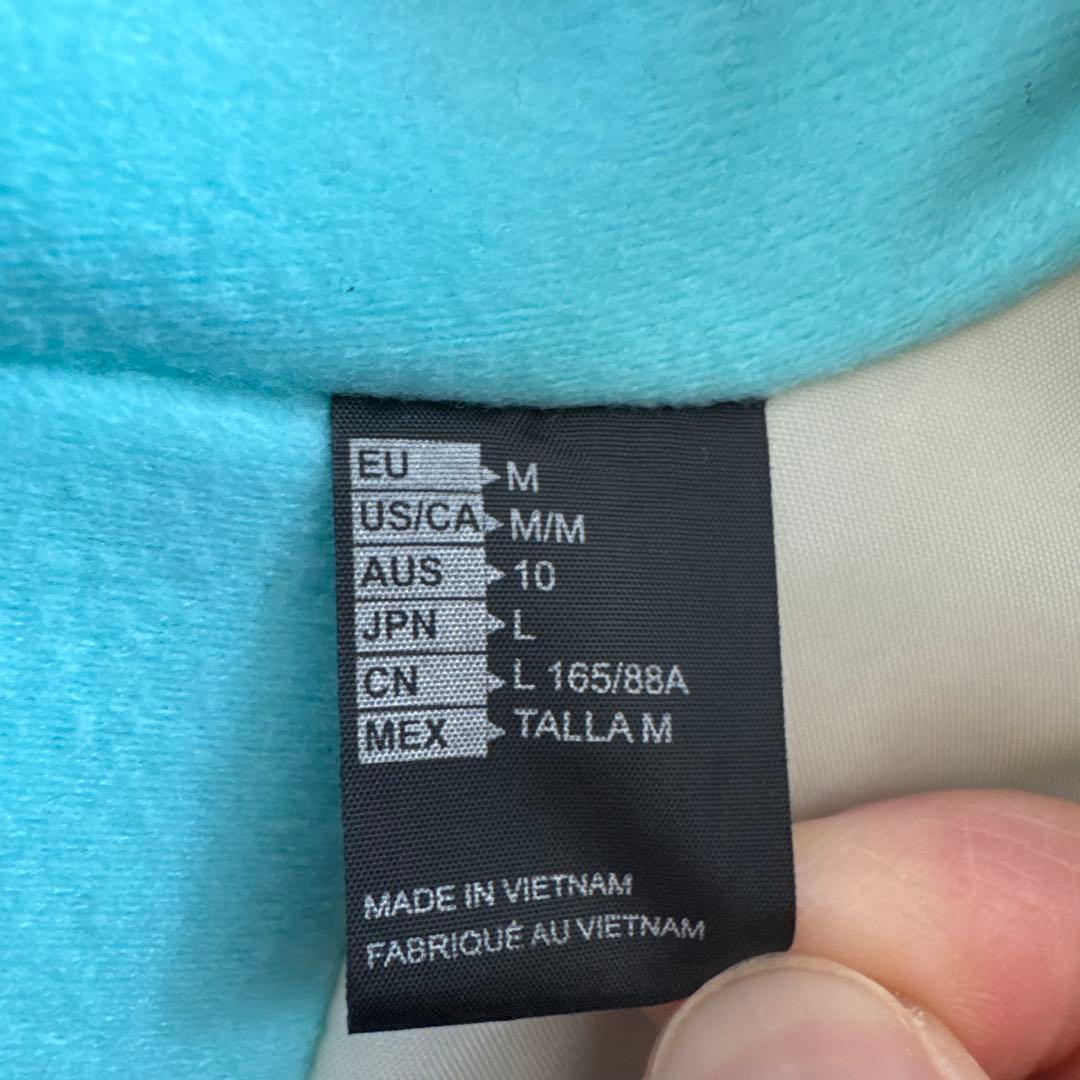 EU M
US/CA M/M
AUS 10
JPN L
CN L 165/88A
MEX TALLA M
MADE IN VIETNAM
FABRIQUÉ AU VIETNAM